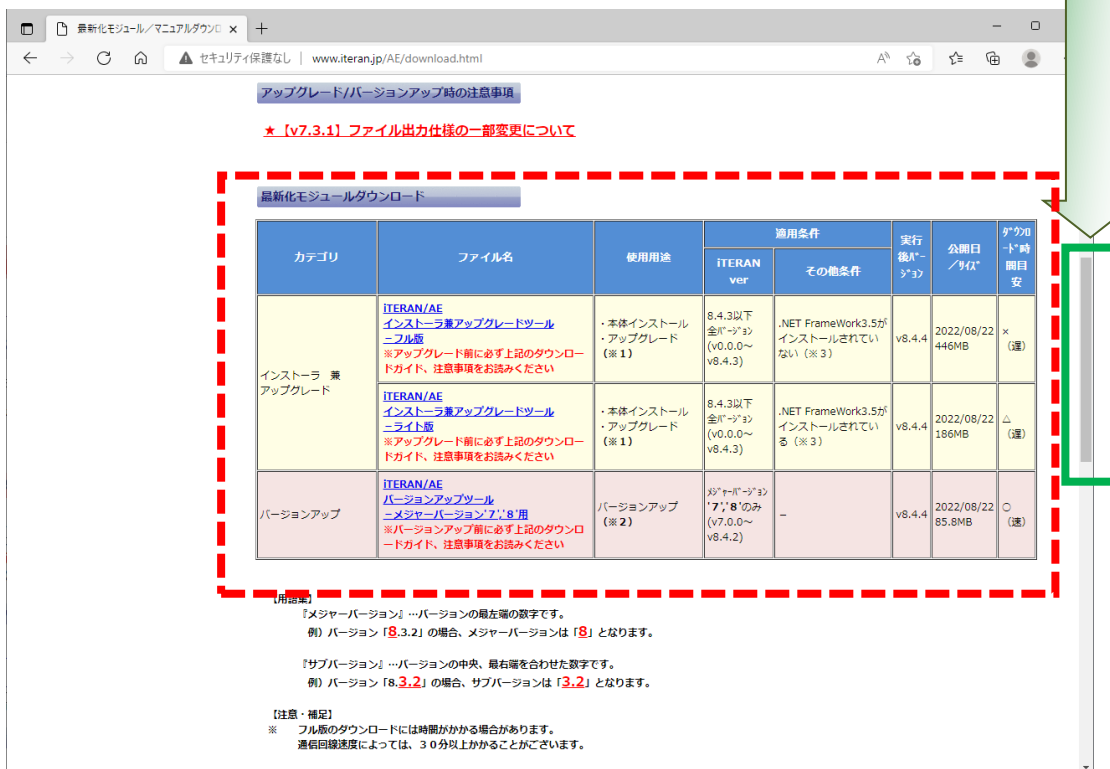 最新化モジュール／マニュアルダウンロ
セキュリティ保護なし | www.iteran.jp/AE/download.html
アップグレード/バージョンアップ時の注意事項
★【v7.3.1】ファイル出力仕様の一部変更について
最新化モジュールダウンロード
カテゴリ
ファイル名
使用用途
適用条件
iTERAN
ver
その他条件
実行
後ﾊﾞｰ
ｼﾞｮﾝ
公開日
／ｻｲｽﾞ
ﾀﾞｳﾝﾛ
ｰﾄﾞ時
間目
安
インストーラ　兼
アップグレード
iTERAN/AE
インストーラ兼アップグレードツール
－フル版
※アップグレード前に必ず上記のダウンロー
ドガイド、注意事項をお読みください
・本体インストール
・アップグレード
（※１）
8.4.3以下
全ﾊﾞｰｼﾞｮﾝ
(v0.0.0～
v8.4.3)
.NET FrameWork3.5が
インストールされてい
ない（※３）
v8.4.4
2022/08/22
446MB
×
（遅）
iTERAN/AE
インストーラ兼アップグレードツール
－ライト版
※アップグレード前に必ず上記のダウンロー
ドガイド、注意事項をお読みください
・本体インストール
・アップグレード
（※１）
8.4.3以下
全ﾊﾞｰｼﾞｮﾝ
(v0.0.0～
v8.4.3)
.NET FrameWork3.5が
インストールされてい
る（※３）
v8.4.4
2022/08/22
186MB
△
（遅）
バージョンアップ
iTERAN/AE
バージョンアップツール
－メジャーバージョン'７','８'用
※バージョンアップ前に必ず上記のダウンロ
ードガイド、注意事項をお読みください
バージョンアップ
（※２）
ﾒｼﾞｬｰﾊﾞｰｼﾞｮﾝ
'７','８'のみ
(v7.0.0～
v8.4.2)
－
v8.4.4
2022/08/22
85.8MB
○
（速）
【用語集】
『メジャーバージョン』…バージョンの最左端の数字です。
例）バージョン「8.3.2」の場合、メジャーバージョンは「8」となります。
『サブバージョン』…バージョンの中央、最右端を合わせた数字です。
例）バージョン「8.3.2」の場合、サブバージョンは「3.2」となります。
【注意・補足】
※　フル版のダウンロードには時間がかかる場合があります。
通信回線速度によっては、３０分以上かかることがございます。